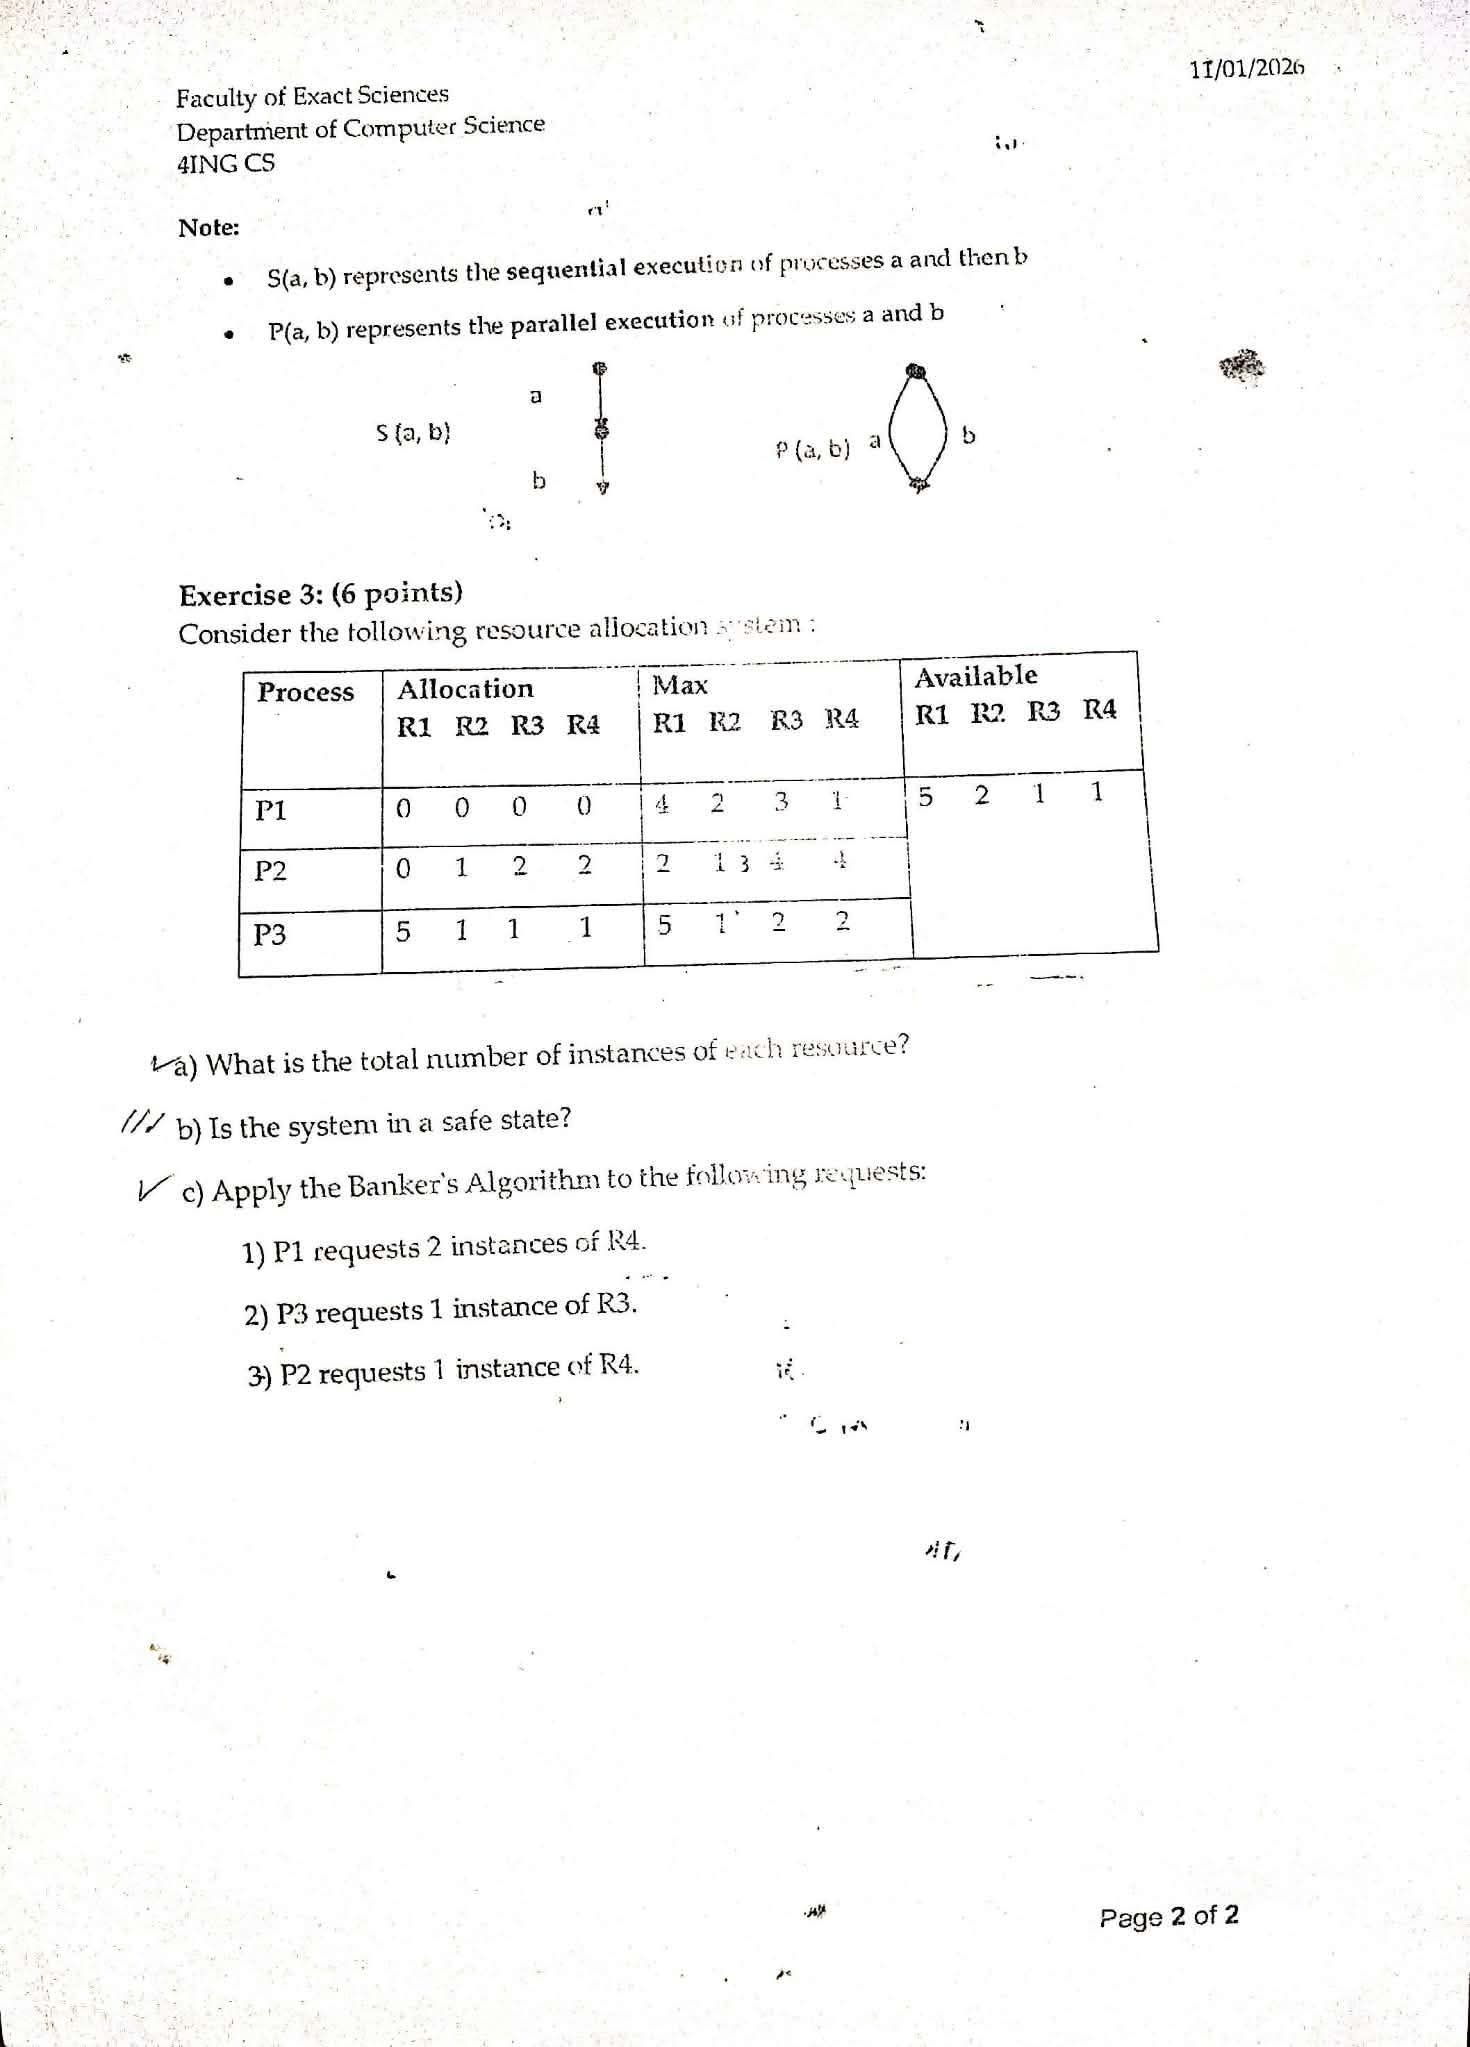 11/01/2026
Faculty of Exact Sciences
Department of Computer Science
4ING CS
Note:
• S(a, b) represents the sequential execution of processes a and then b
• P(a, b) represents the parallel execution of processes a and b
S (a, b) a b
P (a, b) a b
Exercise 3: (6 points)
Consider the following resource allocation system :
Process Allocation Max Available
R1 R2 R3 R4 R1 R2 R3 R4 R1 R2 R3 R4
P1 0 0 0 0 4 2 3 1 5 2 1 1
P2 0 1 2 2 2 1 3 4 4
P3 5 1 1 1 5 1 2 2
a) What is the total number of instances of each resource?
b) Is the system in a safe state?
c) Apply the Banker's Algorithm to the following requests:
1) P1 requests 2 instances of R4.
2) P3 requests 1 instance of R3.
3) P2 requests 1 instance of R4.
Page 2 of 2